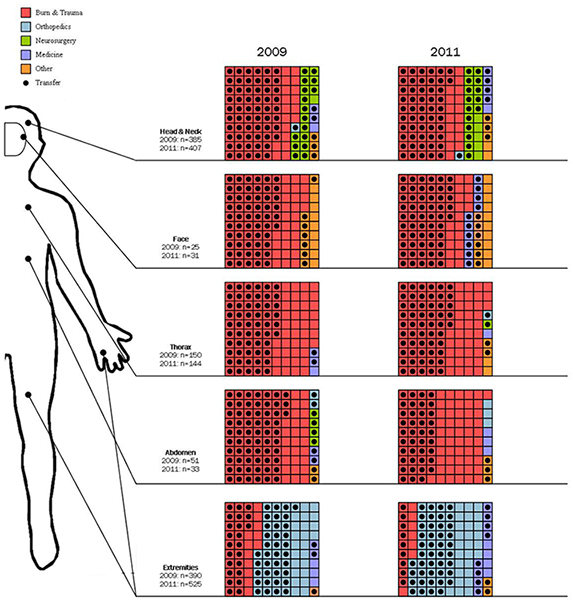 Burn & Trauma
Orthopedics
Neurosurgery
Medicine
Other
Transfer
2009
2011
Head & Neck
2009: n=385
2011: n=407
Face
2009: n=25
2011: n=31
Thorax
2009: n=150
2011: n=144
Abdomen
2009: n=51
2011: n=33
Extremities
2009: n=390
2011: n=525